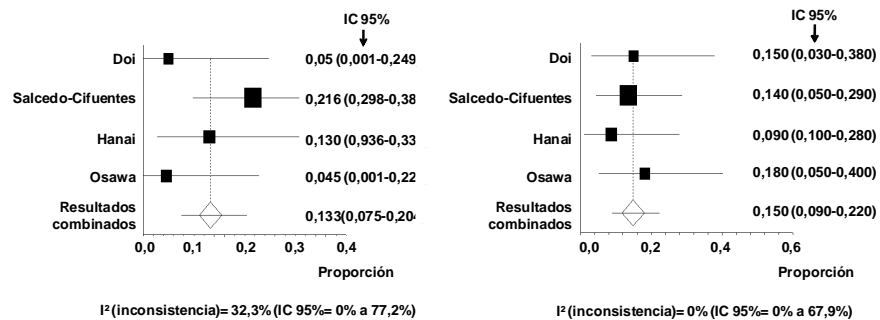 IC 95%
Doi 0,05 (0,001-0,249
Salcedo-Cifuentes 0,216 (0,298-0,38
Hanai 0,130 (0,936-0,33
Osawa 0,045 (0,001-0,22
Resultados
combinados 0,133(0,075-0,204
0,0 0,1 0,2 0,3 0,4
Proporción
I² (inconsistencia)= 32,3% (IC 95%= 0% a 77,2%)
IC 95%
Doi 0,150 (0,030-0,380)
Salcedo-Cifuentes 0,140 (0,050-0,290)
Hanai 0,090 (0,100-0,280)
Osawa 0,180 (0,050-0,400)
Resultados
combinados 0,150 (0,090-0,220)
0,0 0,2 0,4 0,6
Proporción
I² (inconsistencia)= 0% (IC 95%= 0% a 67,9%)